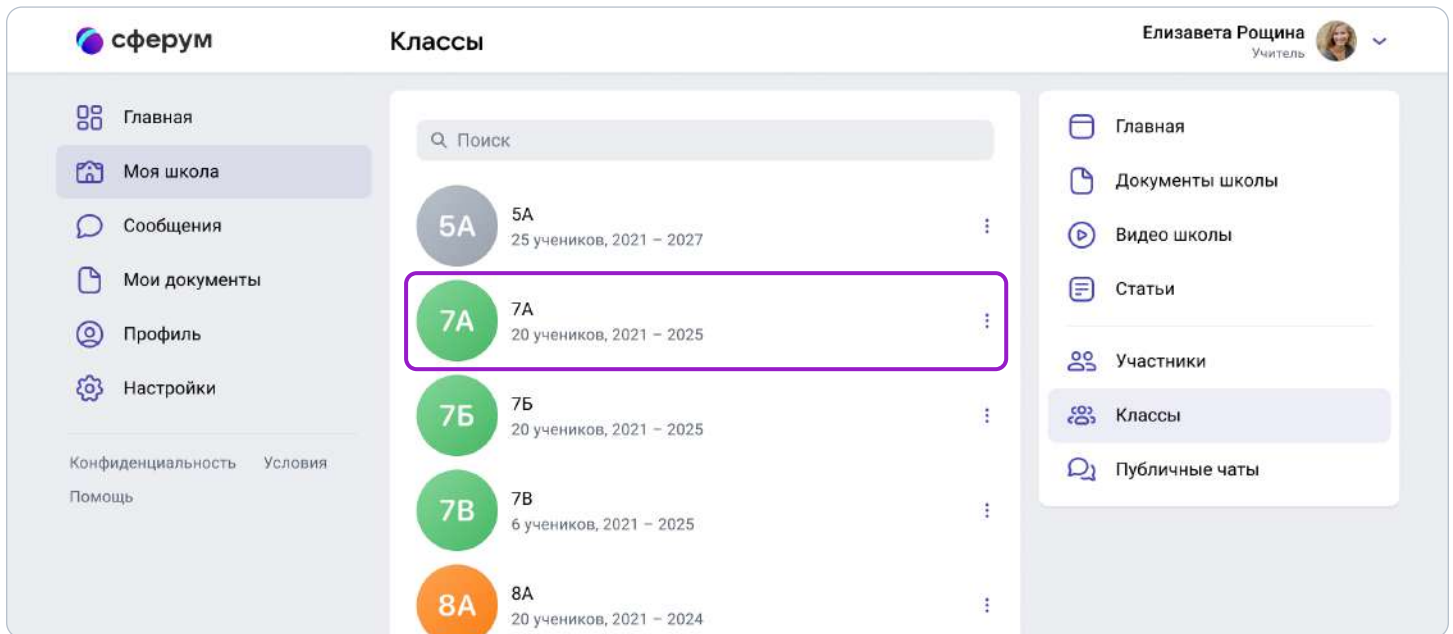 сферум
Классы
Елизавета Рощина
Учитель
Главная
Моя школа
Сообщения
Мои документы
Профиль
Настройки
Конфиденциальность Условия
Помощь
Поиск
5А
5А
25 учеников, 2021 – 2027
7А
7А
20 учеников, 2021 – 2025
7Б
7Б
20 учеников, 2021 – 2025
7В
7В
6 учеников, 2021 – 2025
8А
8А
20 учеников, 2021 – 2024
Главная
Документы школы
Видео школы
Статьи
Участники
Классы
Публичные чаты